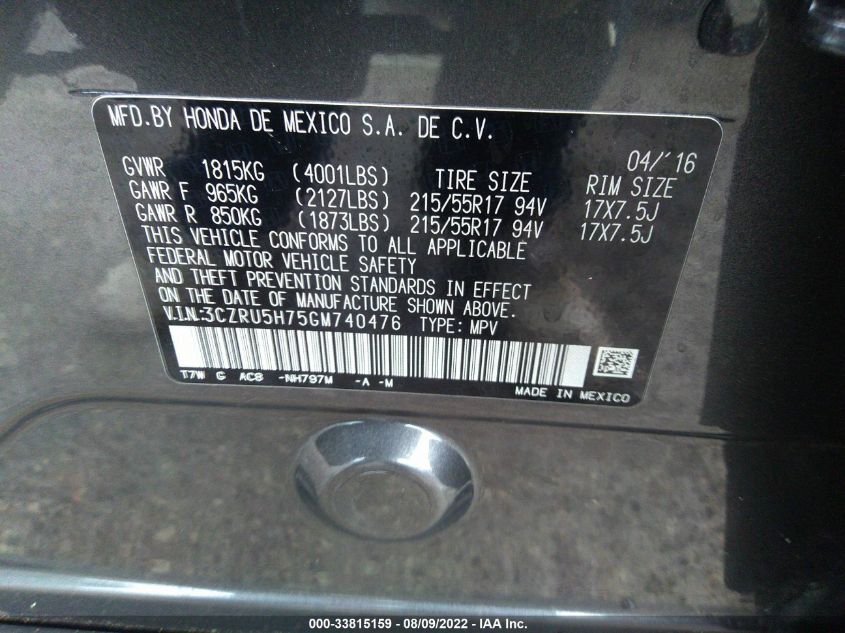 MFD.BY HONDA DE MEXICO S.A. DE C.V.
04/'16
GVWR 1815KG (4001LBS) TIRE SIZE RIM SIZE
GAWR F 965KG (2127LBS) 215/55R17 94V 17X7.5J
GAWR R 850KG (1873LBS) 215/55R17 94V 17X7.5J
THIS VEHICLE CONFORMS TO ALL APPLICABLE
FEDERAL MOTOR VEHICLE SAFETY
AND THEFT PREVENTION STANDARDS IN EFFECT
ON THE DATE OF MANUFACTURE SHOWN ABOVE.
V.I.N:3CZRU5H75GM740476 TYPE: MPV
T7W G AC8 -NH797M -A -M
MADE IN MEXICO
000-33815159 - 08/09/2022 - IAA Inc.